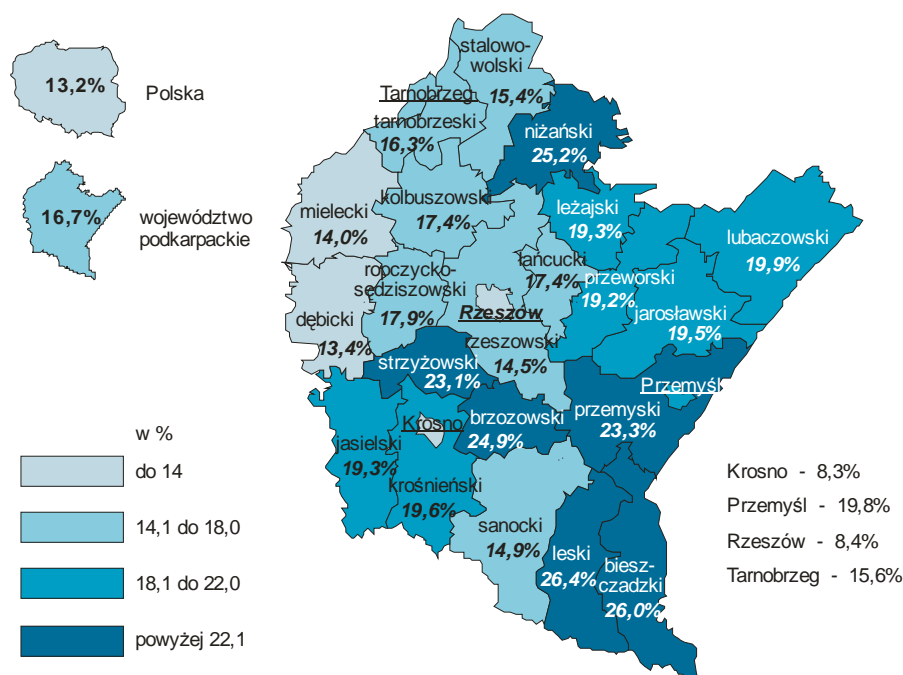 13,2%
Polska
16,7%
województwo
podkarpackie
stalowo-
wolski
15,4%
Tarnobrzeg
tarnobrzeski
16,3%
niżański
25,2%
mielecki
14,0%
kolbuszowski
17,4%
leżajski
19,3%
lubaczowski
19,9%
łańcucki
17,4%
przeworski
19,2%
jarosławski
19,5%
ropczycko-
sędziszowski
17,9%
dębicki
13,4%
Rzeszów
rzeszowski
14,5%
strzyżowski
23,1%
Przemyśl
przemyski
23,3%
brzozowski
24,9%
Krosno
jasielski
19,3%
krośnieński
19,6%
sanocki
14,9%
leski
26,4%
biesz-
czadzki
26,0%
w %
do 14
14,1 do 18,0
18,1 do 22,0
powyżej 22,1
Krosno - 8,3%
Przemyśl - 19,8%
Rzeszów - 8,4%
Tarnobrzeg - 15,6%